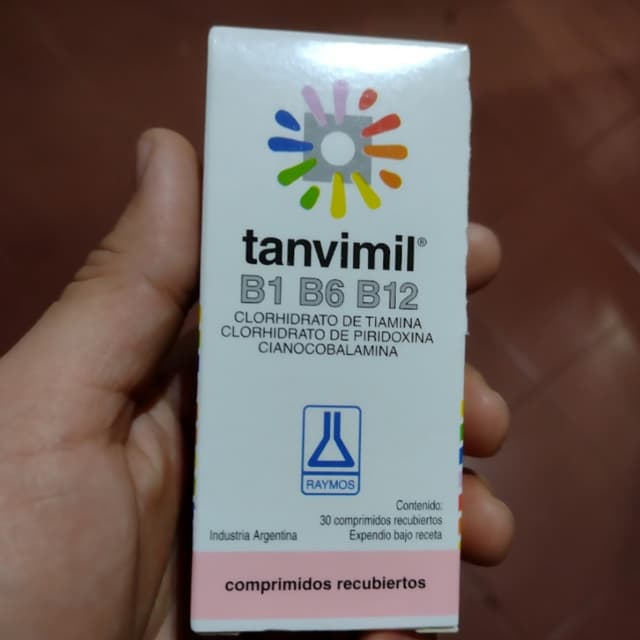 tanvimil®
B1 B6 B12
CLORHIDRATO DE TIAMINA
CLORHIDRATO DE PIRIDOXINA
CIANOCOBALAMINA
RAYMOS
Contenido:
30 comprimidos recubiertos
Industria Argentina
Expendio bajo receta
comprimidos recubiertos